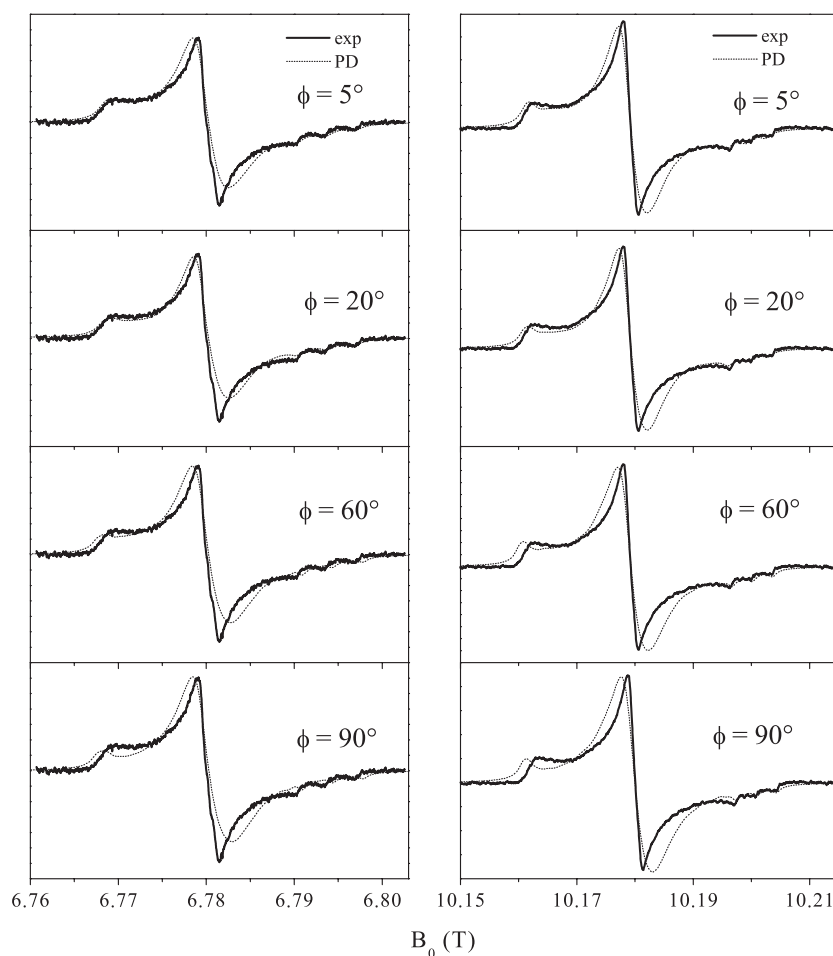 exp
PD
ϕ = 5°
exp
PD
ϕ = 5°
ϕ = 20°
ϕ = 20°
ϕ = 60°
ϕ = 60°
ϕ = 90°
ϕ = 90°
6.76 6.77 6.78 6.79 6.80
10.15 10.17 10.19 10.21
B₀ (T)